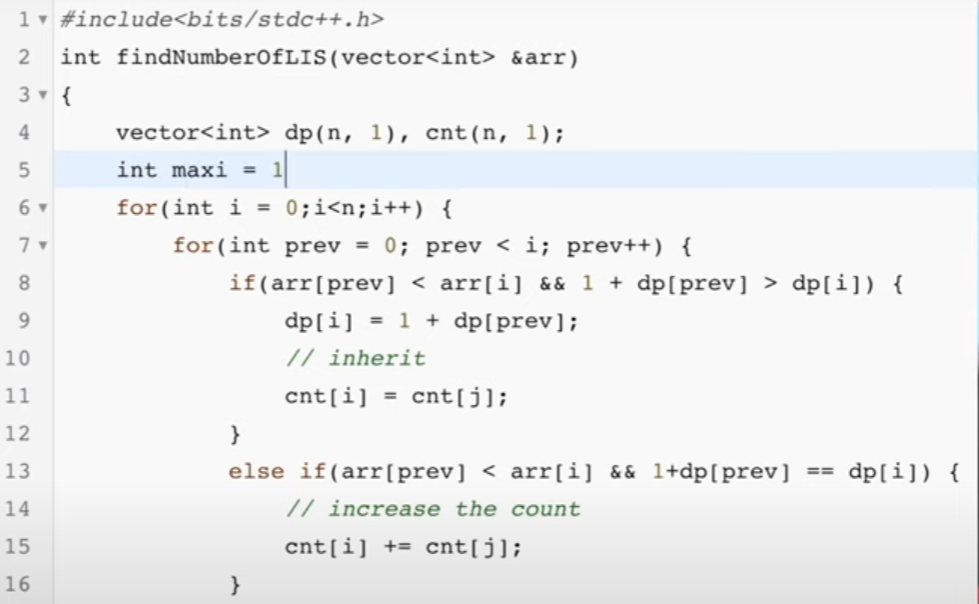 1 #include<bits/stdc++.h>
2 int findNumberOfLIS(vector<int> &arr)
3 {
4 vector<int> dp(n, 1), cnt(n, 1);
5 int maxi = 1
6 for(int i = 0;i<n;i++) {
7 for(int prev = 0; prev < i; prev++) {
8 if(arr[prev] < arr[i] && 1 + dp[prev] > dp[i]) {
9 dp[i] = 1 + dp[prev];
10 // inherit
11 cnt[i] = cnt[j];
12 }
13 else if(arr[prev] < arr[i] && 1+dp[prev] == dp[i]) {
14 // increase the count
15 cnt[i] += cnt[j];
16 }